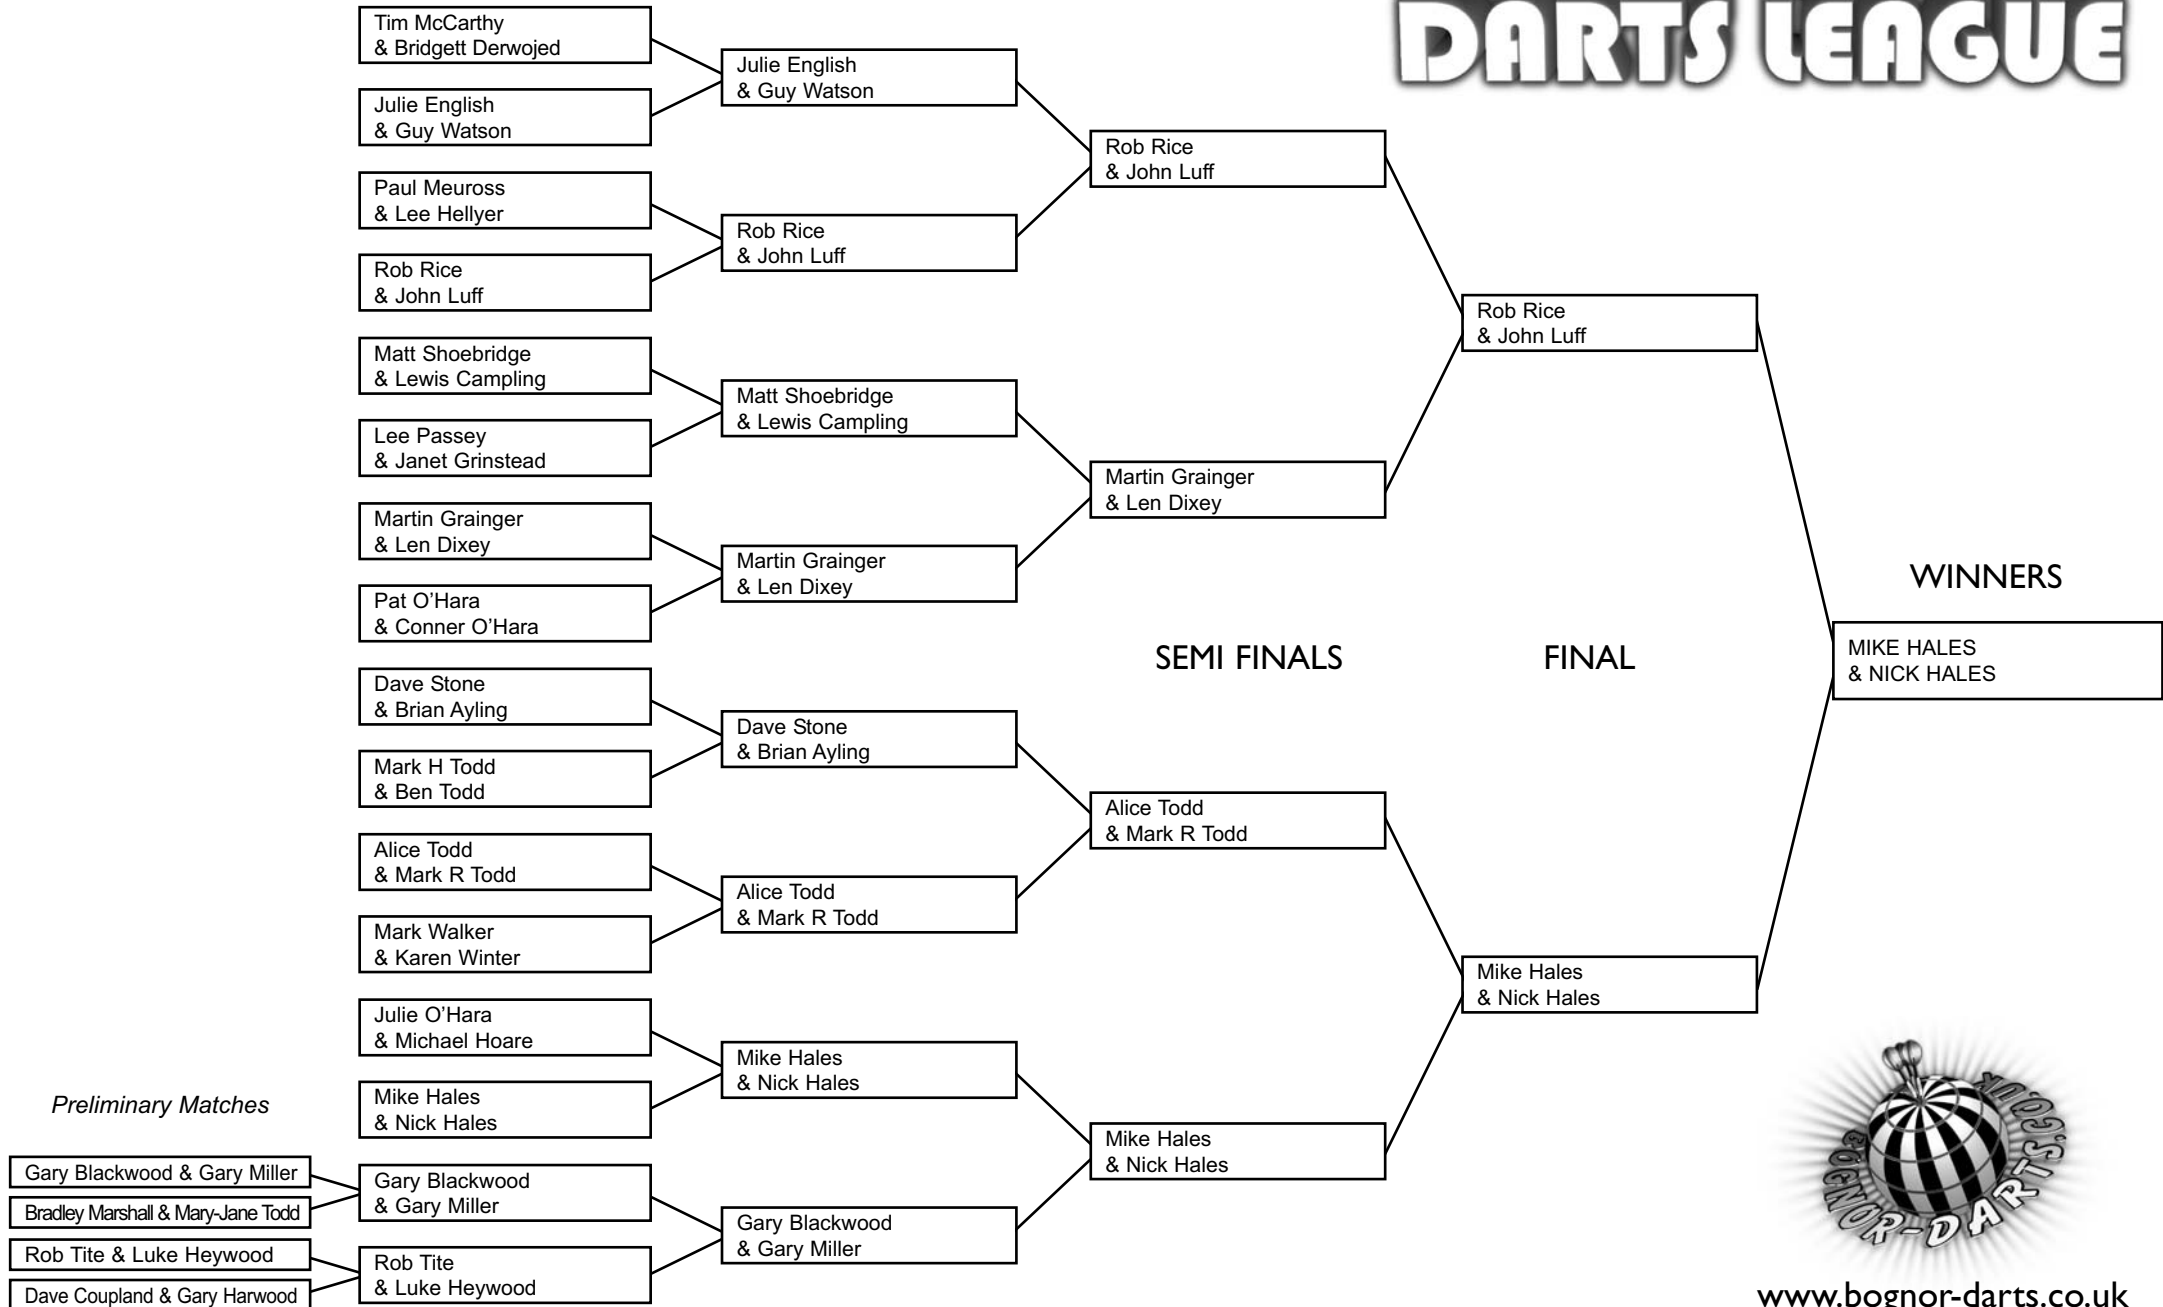 DARTS LEAGUE
Tim McCarthy
& Bridgett Derwojed
Julie English
& Guy Watson
Paul Meuross
& Lee Hellyer
Rob Rice
& John Luff
Matt Shoebridge
& Lewis Campling
Lee Passey
& Janet Grinstead
Martin Grainger
& Len Dixey
Pat O'Hara
& Conner O'Hara
Dave Stone
& Brian Ayling
Mark H Todd
& Ben Todd
Alice Todd
& Mark R Todd
Mark Walker
& Karen Winter
Julie O'Hara
& Michael Hoare
Mike Hales
& Nick Hales
Gary Blackwood
& Gary Miller
Rob Tite
& Luke Heywood
Preliminary Matches
Gary Blackwood & Gary Miller
Bradley Marshall & Mary-Jane Todd
Rob Tite & Luke Heywood
Dave Coupland & Gary Harwood
Julie English
& Guy Watson
Rob Rice
& John Luff
Matt Shoebridge
& Lewis Campling
Martin Grainger
& Len Dixey
Dave Stone
& Brian Ayling
Alice Todd
& Mark R Todd
Mike Hales
& Nick Hales
Gary Blackwood
& Gary Miller
Rob Rice
& John Luff
Martin Grainger
& Len Dixey
SEMI FINALS
Alice Todd
& Mark R Todd
Mike Hales
& Nick Hales
Rob Rice
& John Luff
FINAL
Mike Hales
& Nick Hales
WINNERS
MIKE HALES
& NICK HALES
BOGNOR-DARTS.CO.UK
www.bognor-darts.co.uk